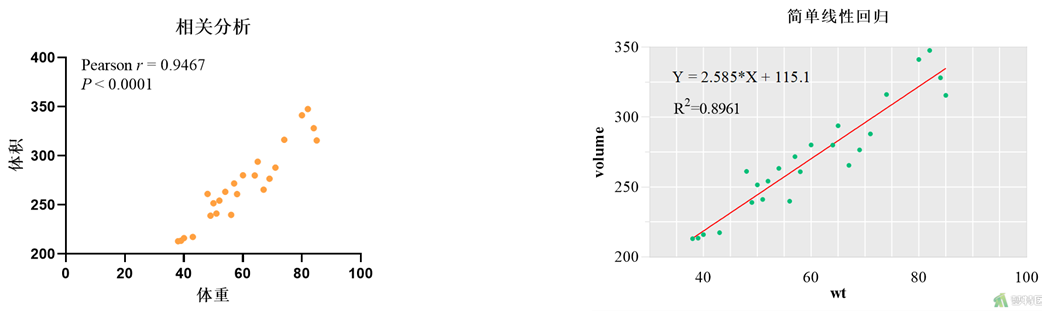 相关分析
Pearson r = 0.9467
P < 0.0001
400
350
300
250
200
体积
0 20 40 60 80 100
体重
简单线性回归
Y = 2.585*X + 115.1
R2=0.8961
350
300
250
200
volume
40 60 80 100
wt